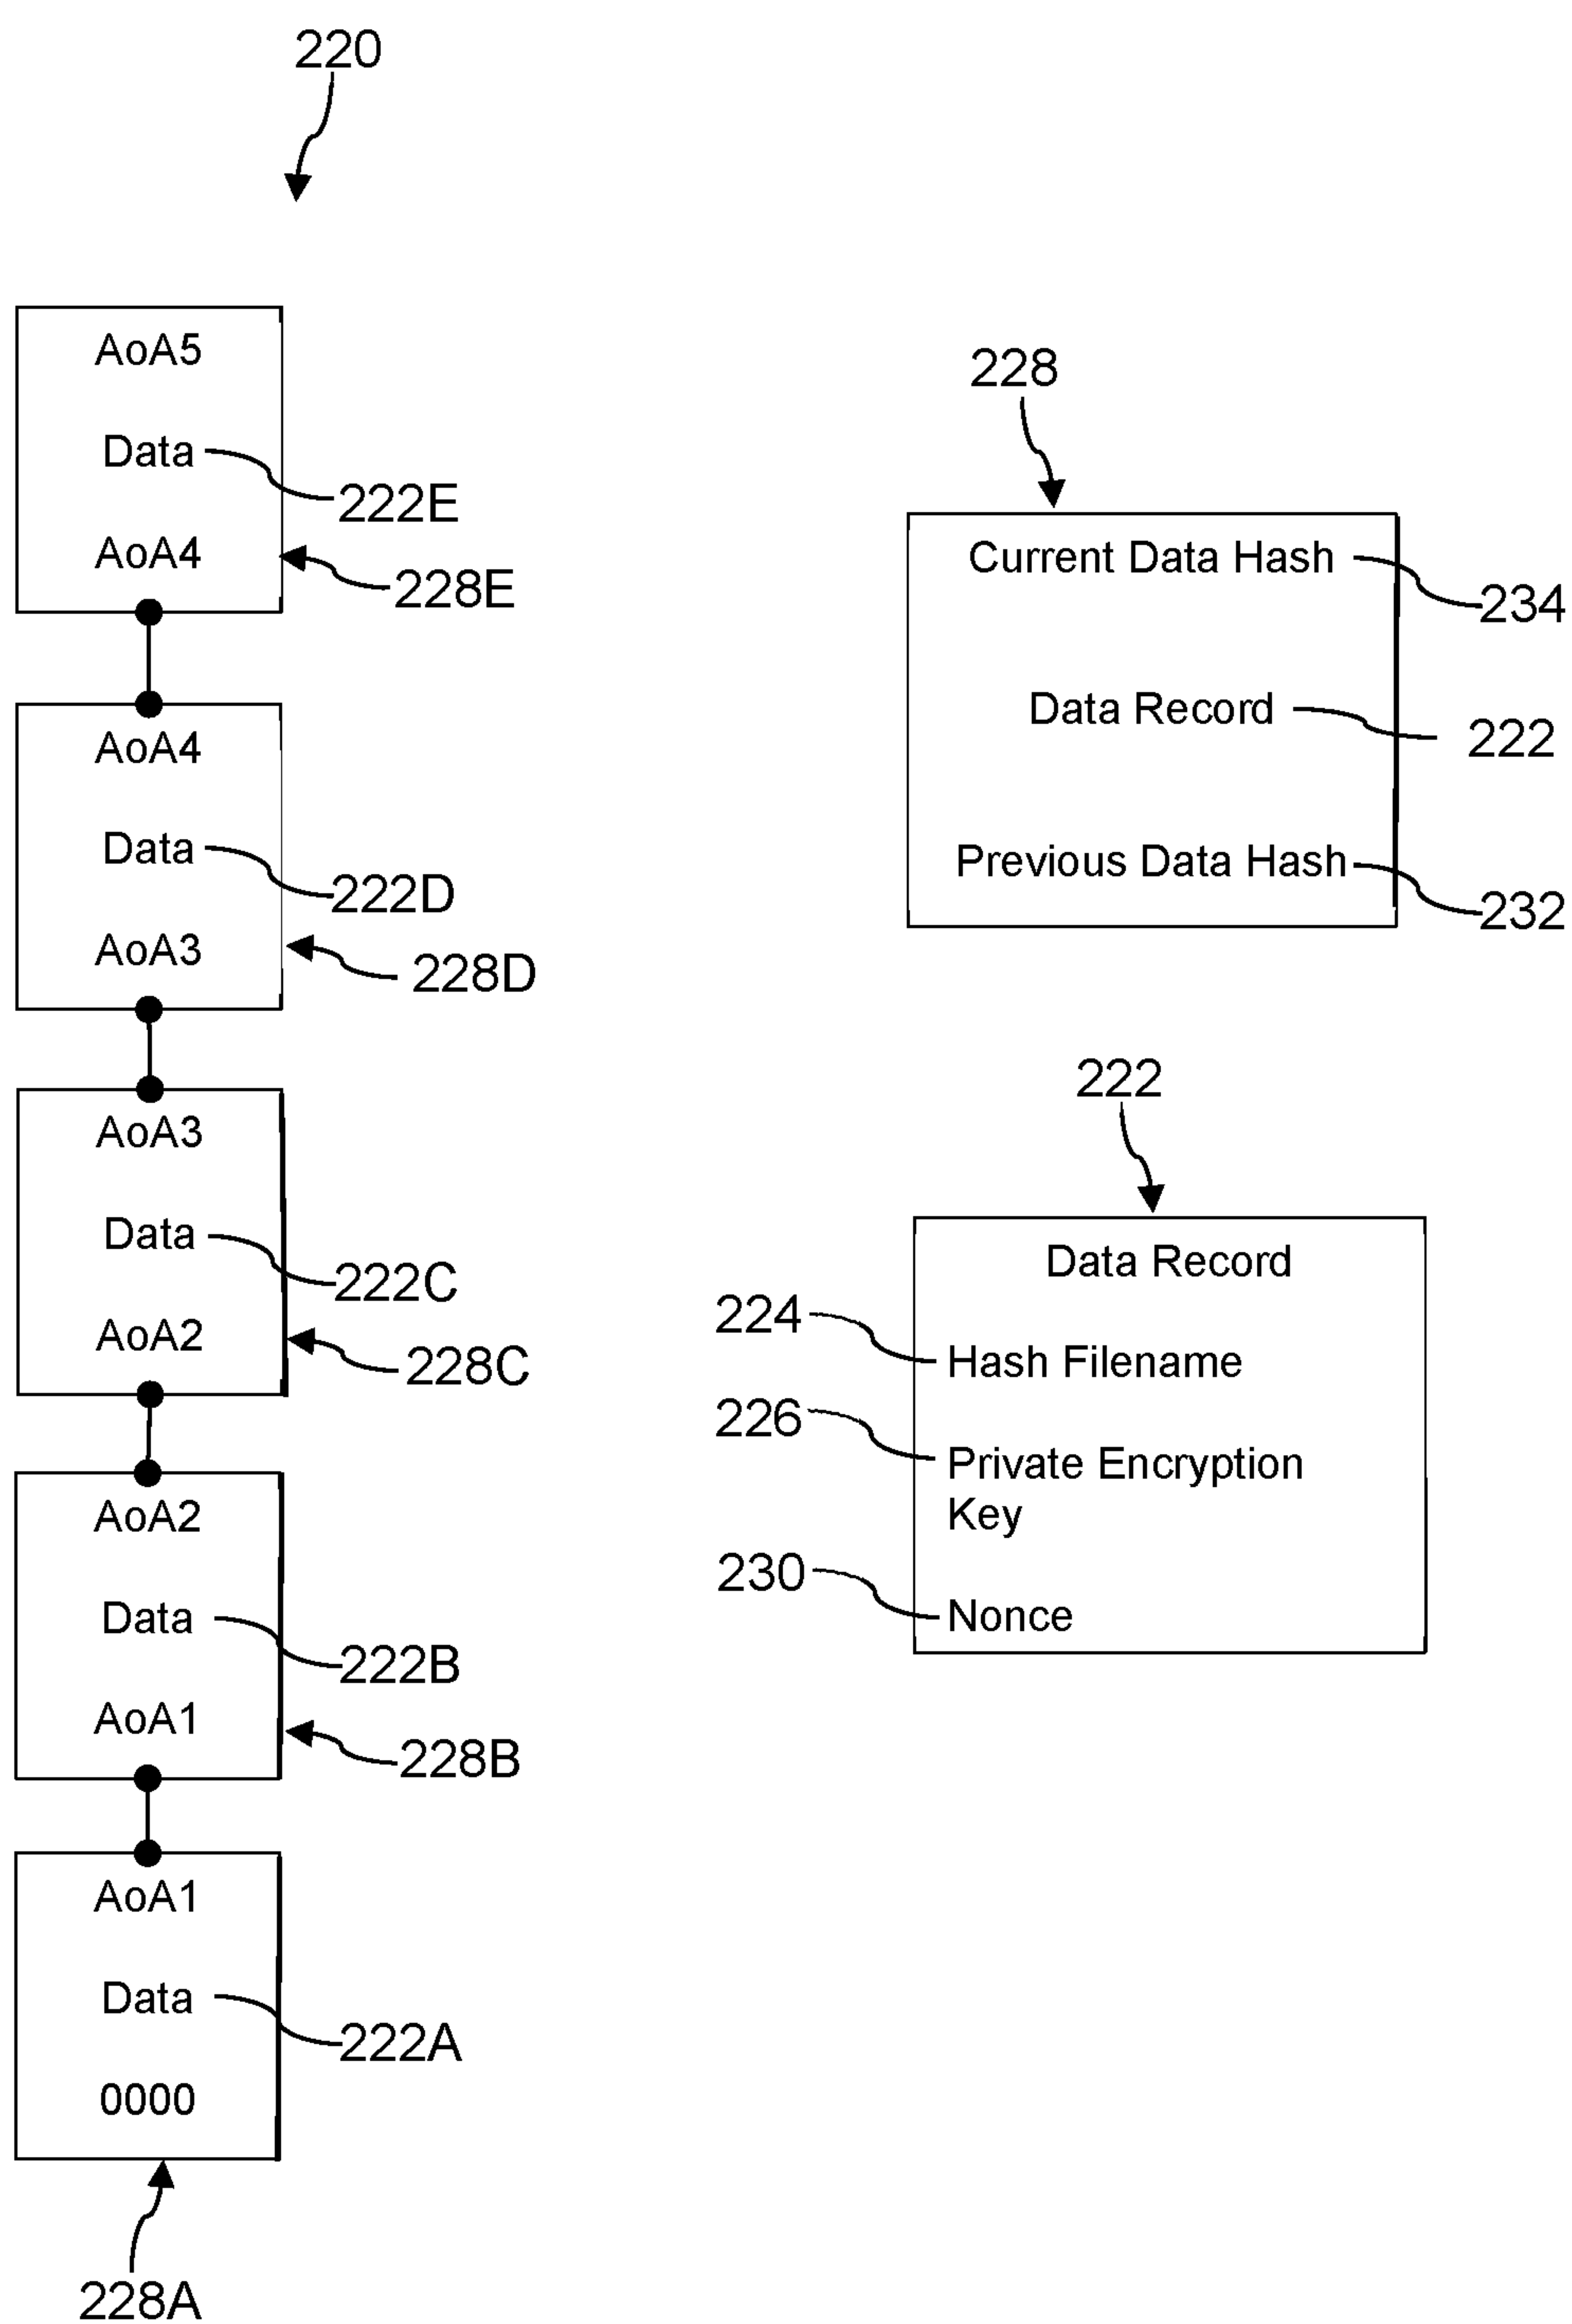 220
AoA5
Data
222E
AoA4
228E
AoA4
Data
222D
AoA3
228D
AoA3
Data
222C
AoA2
228C
AoA2
Data
222B
AoA1
228B
AoA1
Data
222A
0000
228A
228
Current Data Hash
234
Data Record
222
Previous Data Hash
232
222
Data Record
224
Hash Filename
226
Private Encryption
Key
230
Nonce